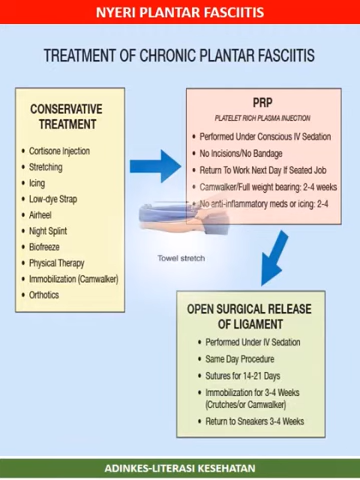 NYERI PLANTAR FASCIITIS
TREATMENT OF CHRONIC PLANTAR FASCIITIS
CONSERVATIVE
TREATMENT
• Cortisone Injection
• Stretching
• Icing
• Low-dye Strap
• Airheel
• Night Splint
• Biofreeze
• Physical Therapy
• Immobilization (Camwalker)
• Orthotics
PRP
PLATELET RICH PLASMA INJECTION
• Performed Under Conscious IV Sedation
• No Incisions/No Bandage
• Return To Work Next Day If Seated Job
• Camwalker/Full weight bearing: 2-4 weeks
• No anti-inflammatory meds or icing: 2-4
Towel stretch
OPEN SURGICAL RELEASE
OF LIGAMENT
• Performed Under IV Sedation
• Same Day Procedure
• Sutures for 14-21 Days
• Immobilization for 3-4 Weeks
(Crutches/or Camwalker)
• Return to Sneakers 3-4 Weeks
ADINKES-LITERASI KESEHATAN